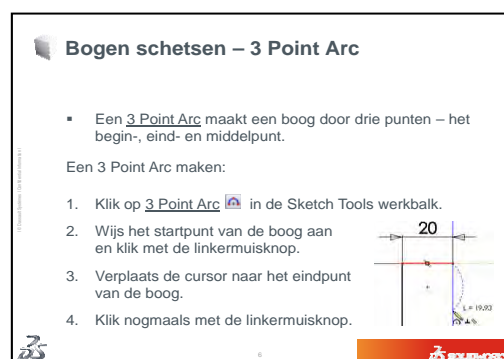 Bogen schetsen – 3 Point Arc
▪ Een 3 Point Arc maakt een boog door drie punten – het
begin-, eind- en middelpunt.
Een 3 Point Arc maken:
1. Klik op 3 Point Arc in de Sketch Tools werkbalk.
2. Wijs het startpunt van de boog aan
en klik met de linkermuisknop.
3. Verplaats de cursor naar het eindpunt
van de boog.
4. Klik nogmaals met de linkermuisknop.
20
L = 19.93
6